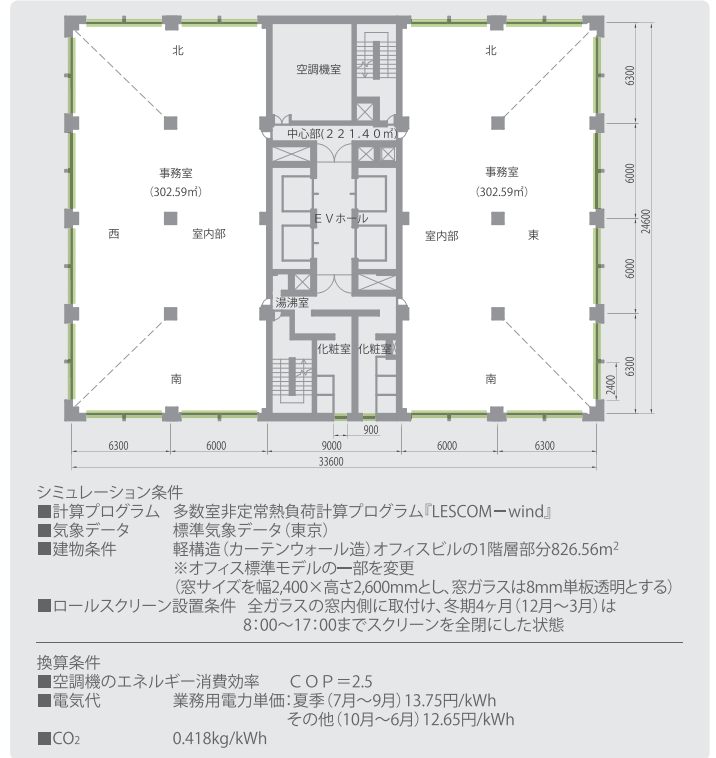 北
北
空調機室
6300
中心部(221.40㎡)
事務室
(302.59㎡)
事務室
(302.59㎡)
6000
EVホール
24600
西
室内部
室内部
東
6000
湯沸室
化粧室
化粧室
6300
南
南
2400
900
6300
6000
9000
6000
6300
33600
シミュレーション条件
■計算プログラム 多数室非定常熱負荷計算プログラム『LESCOMーwind』
■気象データ 標準気象データ(東京)
■建物条件 軽構造(カーテンウォール造)オフィスビルの1階層部分826.56m²
※オフィス標準モデルの一部を変更
(窓サイズを幅2,400×高さ2,600mmとし、窓ガラスは8mm単板透明とする)
■ロールスクリーン設置条件 全ガラスの窓内側に取付け、冬期4ヶ月(12月〜3月)は
8:00〜17:00までスクリーンを全閉にした状態
換算条件
■空調機のエネルギー消費効率 COP=2.5
■電気代 業務用電力単価:夏季(7月〜9月)13.75円/kWh
その他(10月〜6月)12.65円/kWh
■CO₂ 0.418kg/kWh